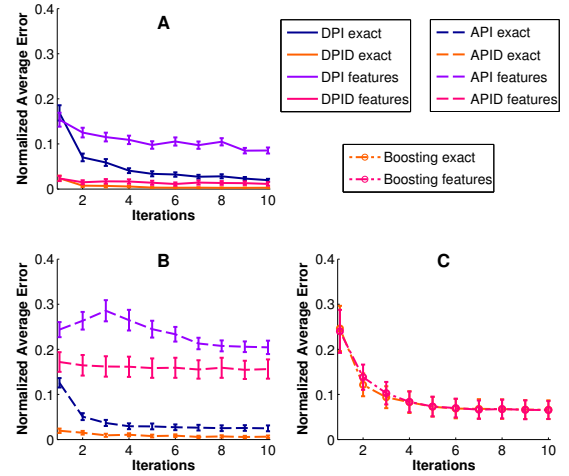 A
0.4
0.3
0.2
0.1
0
Normalized Average Error
2
4
6
8
10
Iterations
DPI exact
DPID exact
DPI features
DPID features
API exact
APID exact
API features
APID features
Boosting exact
Boosting features
B
0.4
0.3
0.2
0.1
0
Normalized Average Error
2
4
6
8
10
Iterations
C
0.4
0.3
0.2
0.1
0
Normalized Average Error
2
4
6
8
10
Iterations